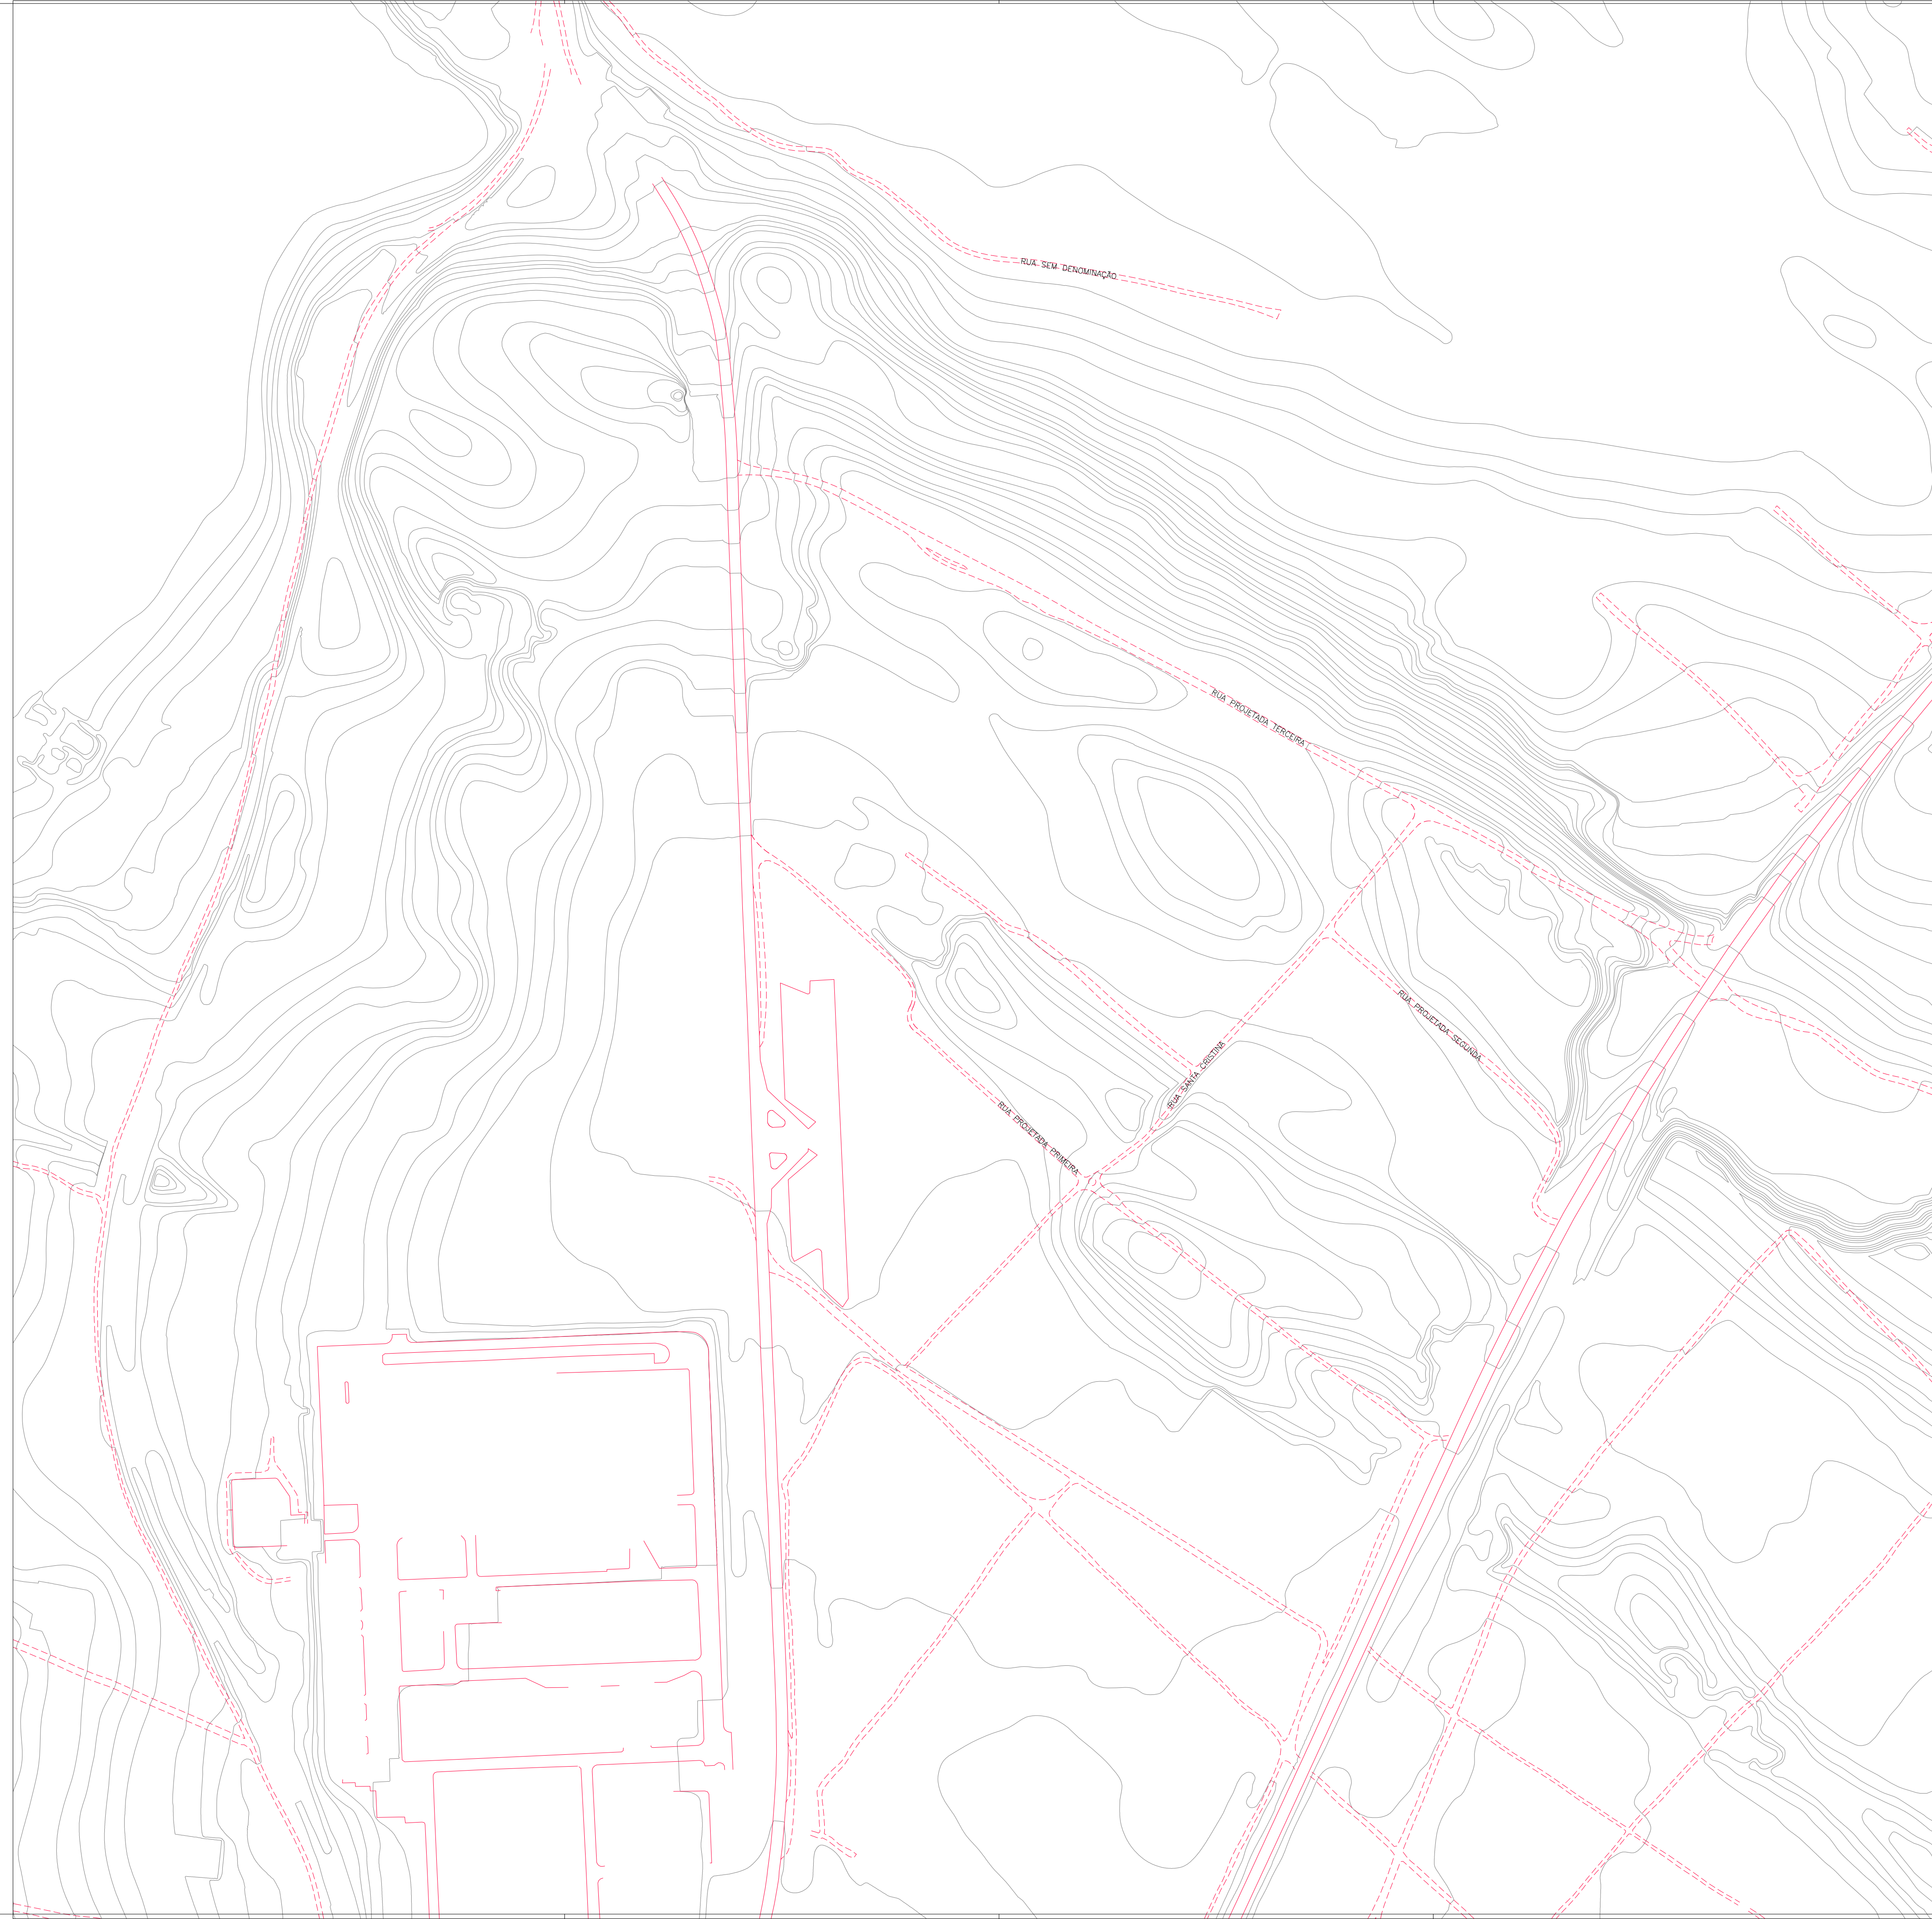 RUA SEM DENOMINAÇÃO
RUA PROJETADA TERCEIRA
RUA PROJETADA SEGUNDA
RUA SANTA CRISTINA
RUA PROJETADA PRIMEIRA